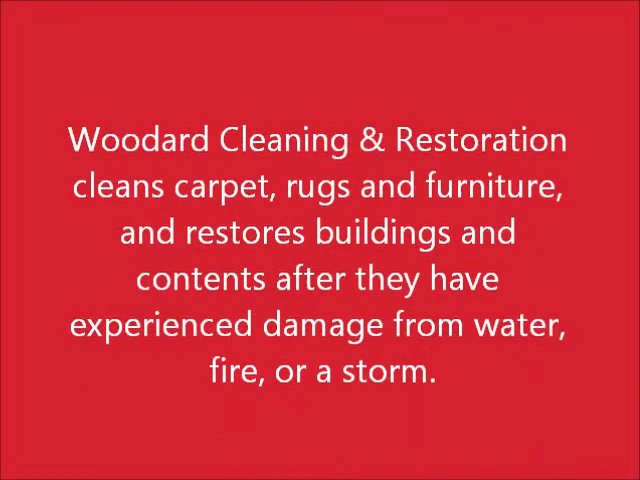 Woodard Cleaning & Restoration
cleans carpet, rugs and furniture,
and restores buildings and
contents after they have
experienced damage from water,
fire, or a storm.